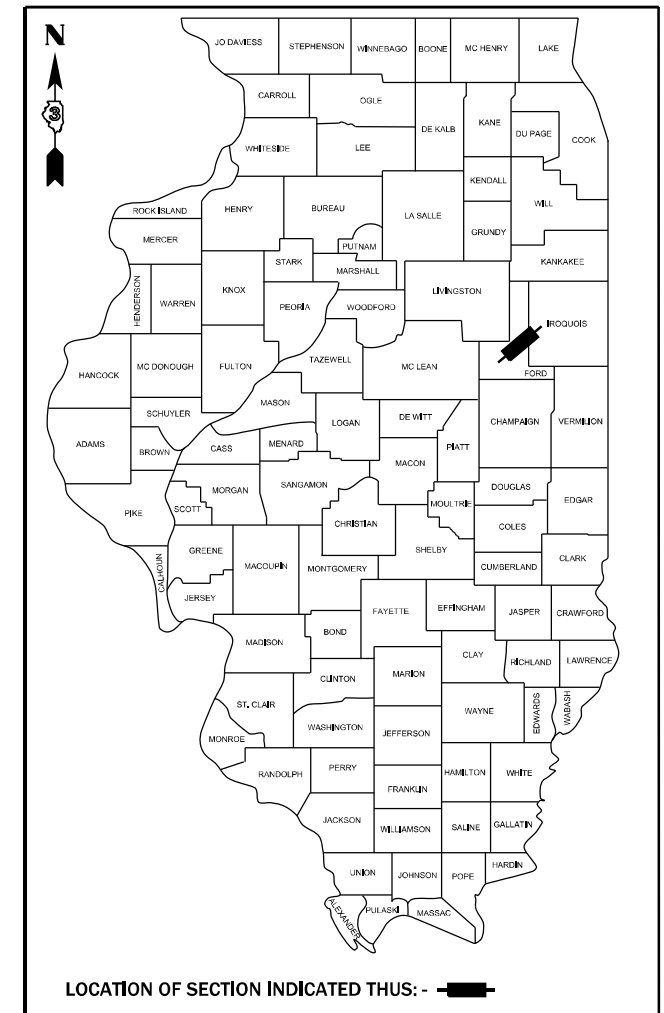 N
3
JO DAVIESS
STEPHENSON
WINNEBAGO
BOONE
MC HENRY
LAKE
CARROLL
OGLE
DE KALB
KANE
DU PAGE
COOK
WHITESIDE
LEE
KENDALL
WILL
ROCK ISLAND
HENRY
BUREAU
LA SALLE
GRUNDY
MERCER
PUTNAM
KANKAKEE
STARK
MARSHALL
HENDERSON
WARREN
KNOX
PEORIA
WOODFORD
LIVINGSTON
IROQUOIS
HANCOCK
MC DONOUGH
FULTON
TAZEWELL
MC LEAN
FORD
SCHUYLER
MASON
LOGAN
DE WITT
CHAMPAIGN
VERMILION
ADAMS
BROWN
CASS
MENARD
PIATT
MACON
PIKE
SCOTT
MORGAN
SANGAMON
CHRISTIAN
MOULTRIE
DOUGLAS
EDGAR
COLES
CALHOUN
GREENE
MACOUPIN
MONTGOMERY
SHELBY
CUMBERLAND
CLARK
JERSEY
FAYETTE
EFFINGHAM
JASPER
CRAWFORD
MADISON
BOND
CLAY
RICHLAND
LAWRENCE
CLINTON
MARION
ST. CLAIR
WAYNE
EDWARDS
WABASH
MONROE
WASHINGTON
JEFFERSON
RANDOLPH
PERRY
HAMILTON
WHITE
FRANKLIN
JACKSON
WILLIAMSON
SALINE
GALLATIN
UNION
JOHNSON
POPE
HARDIN
ALEXANDER
PULASKI
MASSAC
LOCATION OF SECTION INDICATED THUS: -